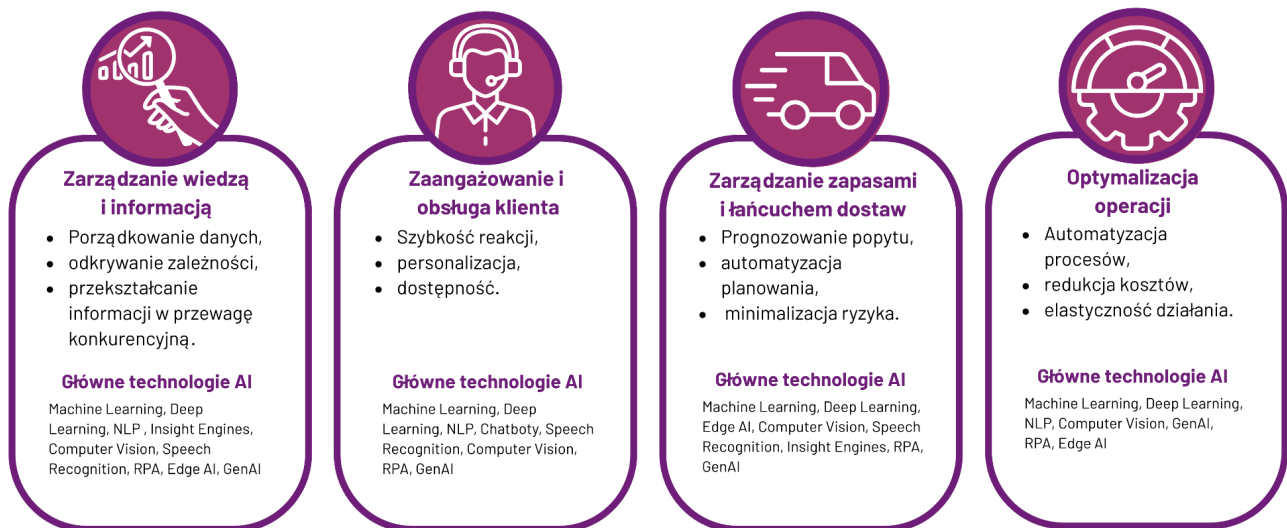 Zarządzanie wiedzą
i informacją
• Porządkowanie danych,
• odkrywanie zależności,
• przekształcanie
informacji w przewagę
konkurencyjną.
Główne technologie AI
Machine Learning, Deep
Learning, NLP , Insight Engines,
Computer Vision, Speech
Recognition, RPA, Edge AI, GenAI
Zaangażowanie i
obsługa klienta
• Szybkość reakcji,
• personalizacja,
• dostępność.
Główne technologie AI
Machine Learning, Deep
Learning, NLP, Chatboty, Speech
Recognition, Computer Vision,
RPA, GenAI
Zarządzanie zapasami
i łańcuchem dostaw
• Prognozowanie popytu,
• automatyzacja
planowania,
• minimalizacja ryzyka.
Główne technologie AI
Machine Learning, Deep Learning,
Edge AI, Computer Vision, Speech
Recognition, Insight Engines, RPA,
GenAI
Optymalizacja
operacji
• Automatyzacja
procesów,
• redukcja kosztów,
• elastyczność działania.
Główne technologie AI
Machine Learning, Deep Learning,
NLP, Computer Vision, GenAI,
RPA, Edge AI